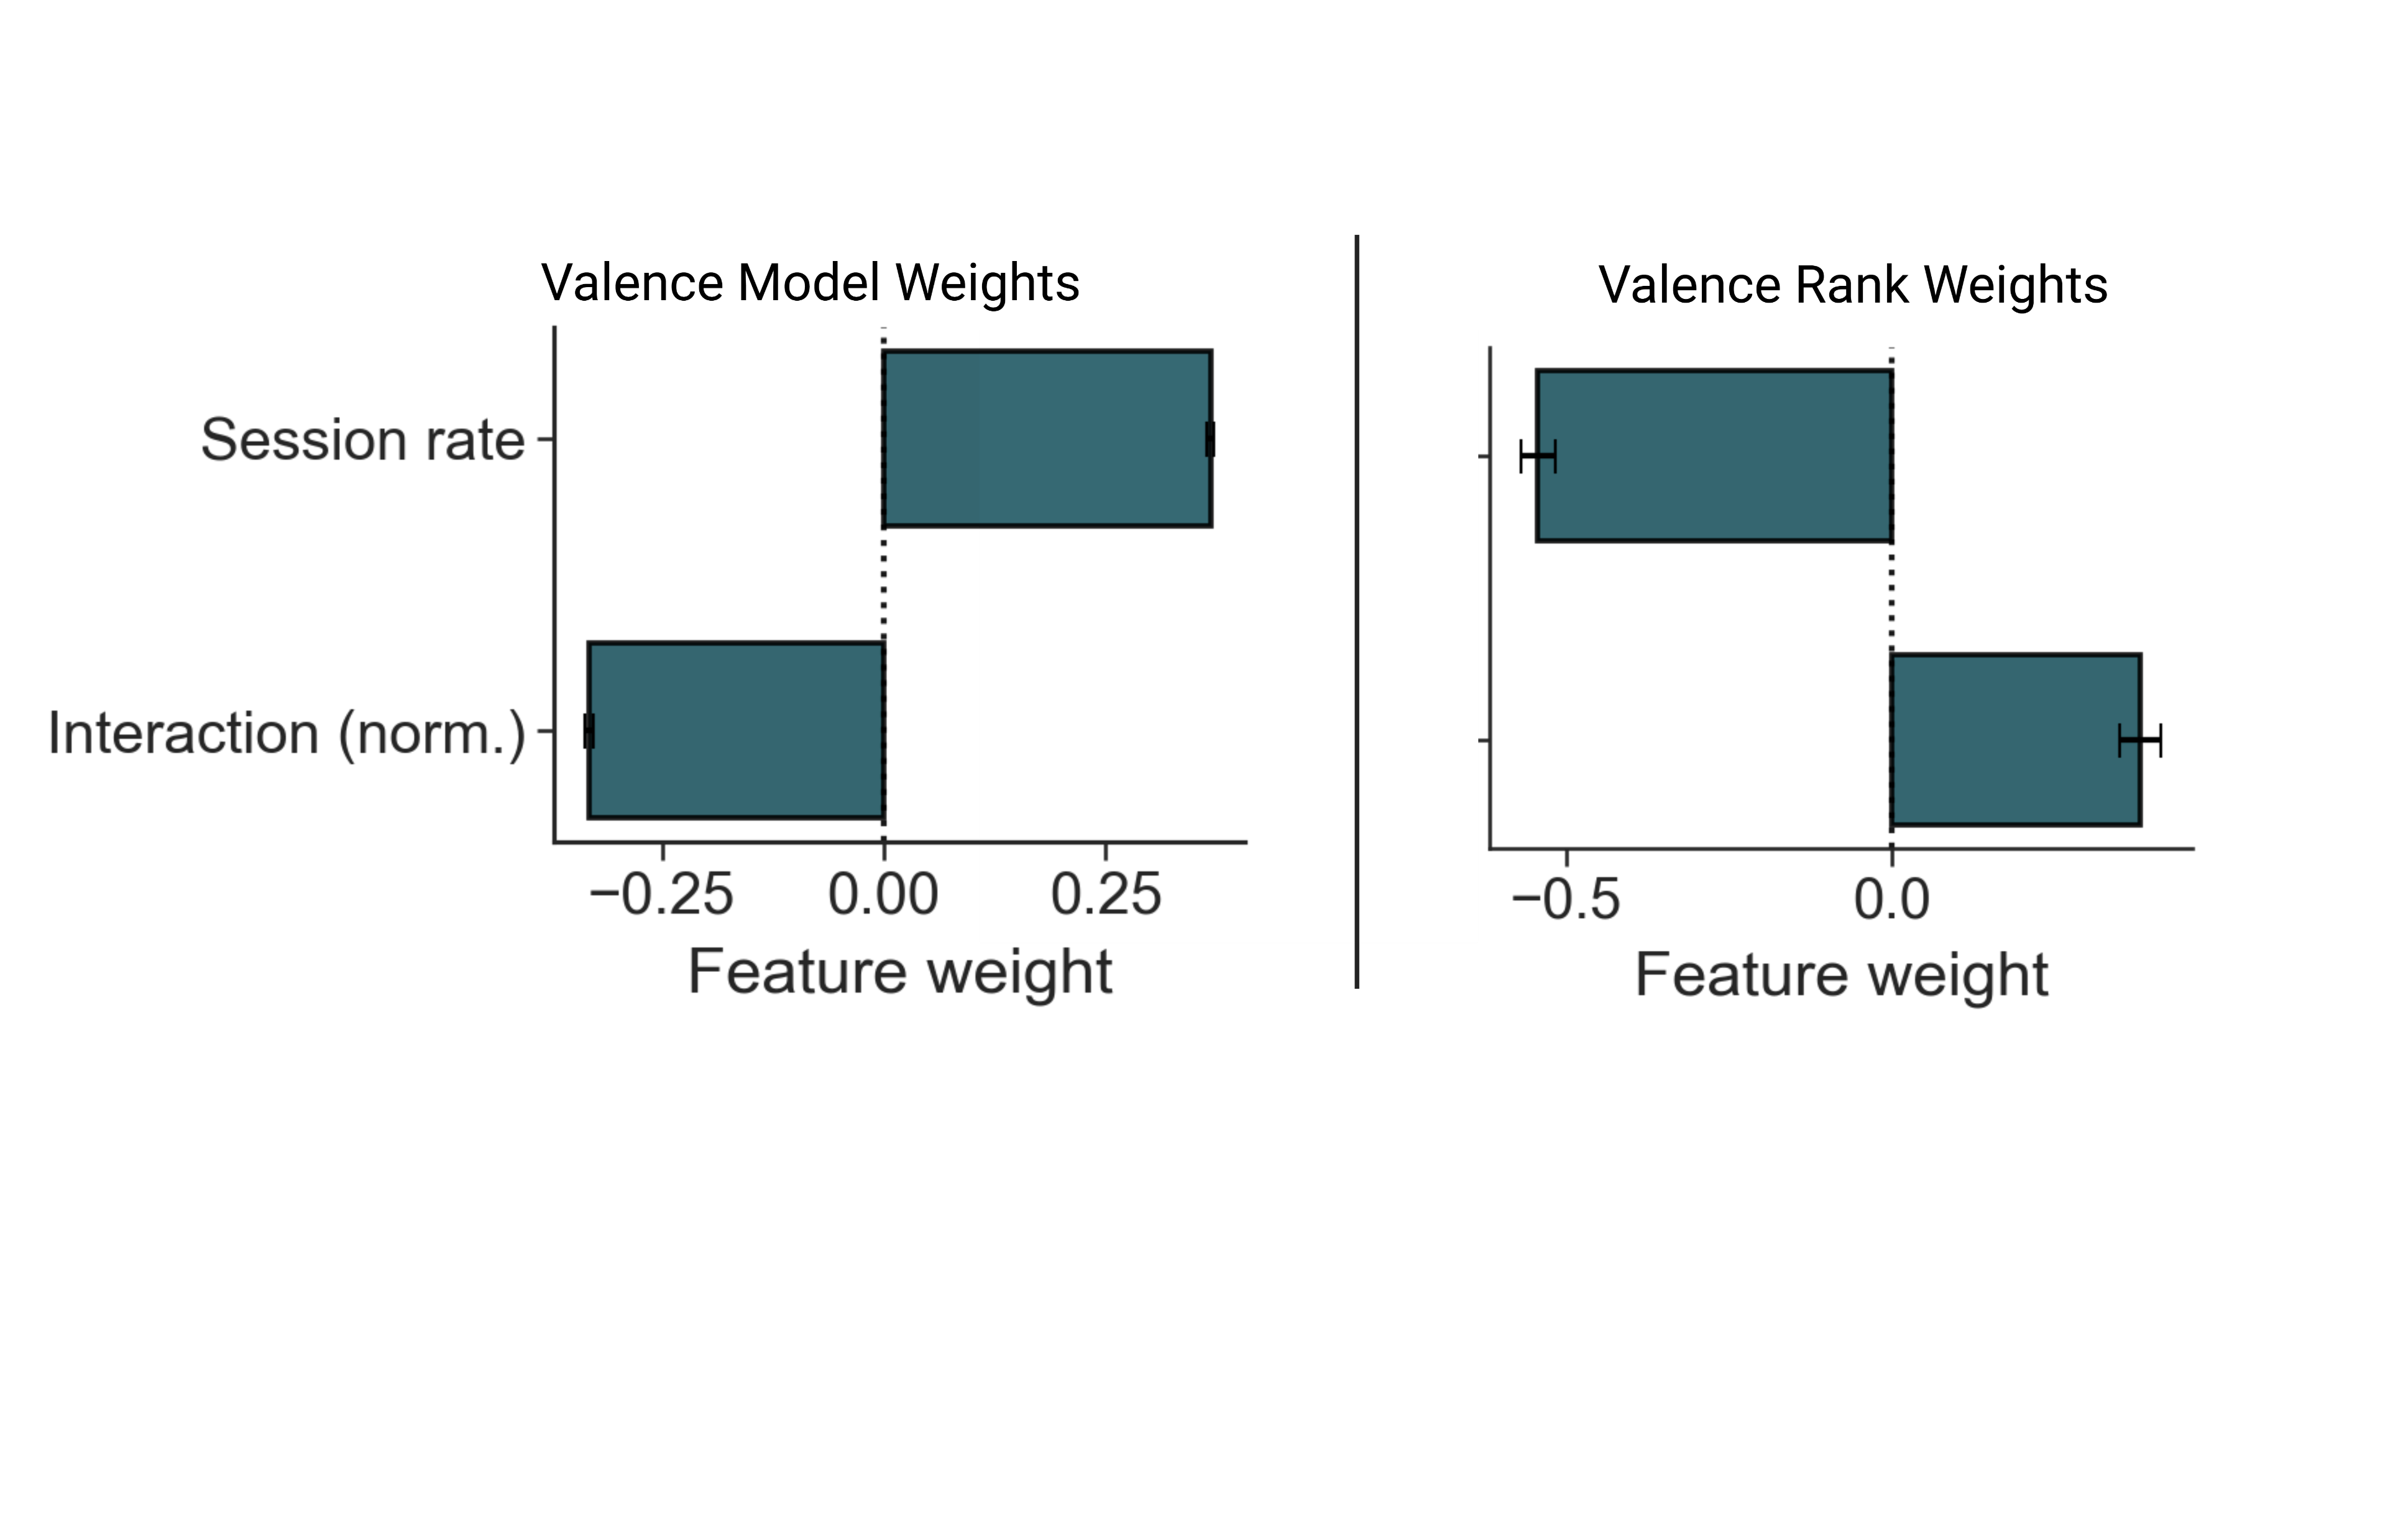 Valence Model Weights
Session rate
Interaction (norm.)
−0.25 0.00 0.25
Feature weight
Valence Rank Weights
−0.5 0.0
Feature weight